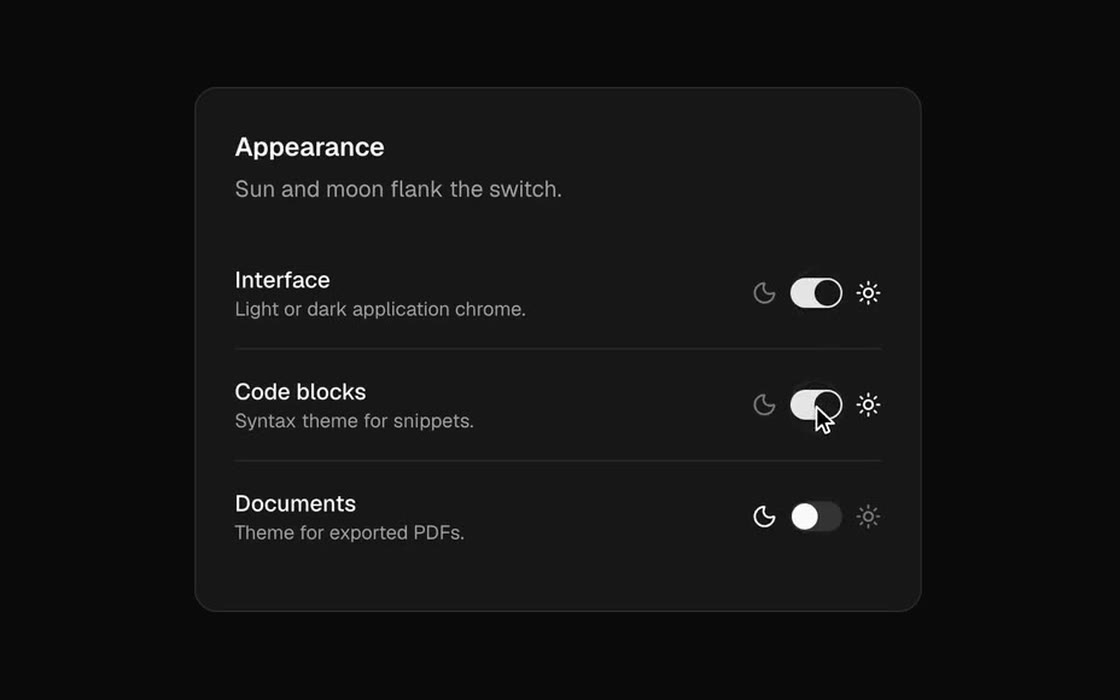 Appearance
Sun and moon flank the switch.
Interface
Light or dark application chrome.
Code blocks
Syntax theme for snippets.
Documents
Theme for exported PDFs.